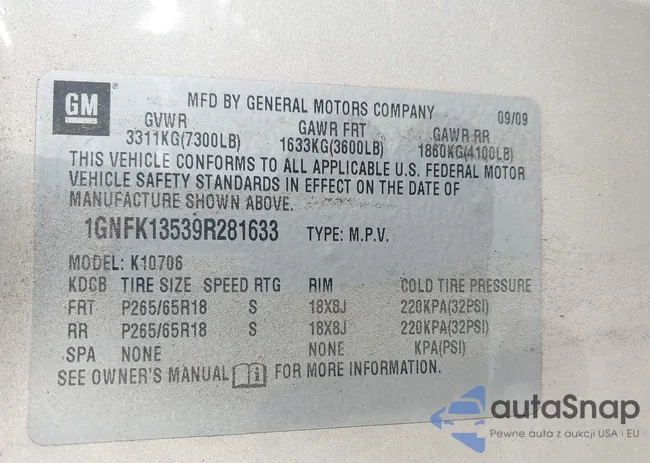 GM
MFD BY GENERAL MOTORS COMPANY 09/09
GVWR GAWR FRT GAWR RR
3311KG(7300LB) 1633KG(3600LB) 1860KG(4100LB)
THIS VEHICLE CONFORMS TO ALL APPLICABLE U.S. FEDERAL MOTOR
VEHICLE SAFETY STANDARDS IN EFFECT ON THE DATE OF
MANUFACTURE SHOWN ABOVE.
1GNFK13539R281633 TYPE: M.P.V.
MODEL: K10706
KDCB TIRE SIZE SPEED RTG RIM COLD TIRE PRESSURE
FRT P265/65R18 S 18X8J 220KPA(32PSI)
RR P265/65R18 S 18X8J 220KPA(32PSI)
SPA NONE NONE KPA(PSI)
SEE OWNER'S MANUAL FOR MORE INFORMATION.
autaSnap
Pewne auta z aukcji USA i EU